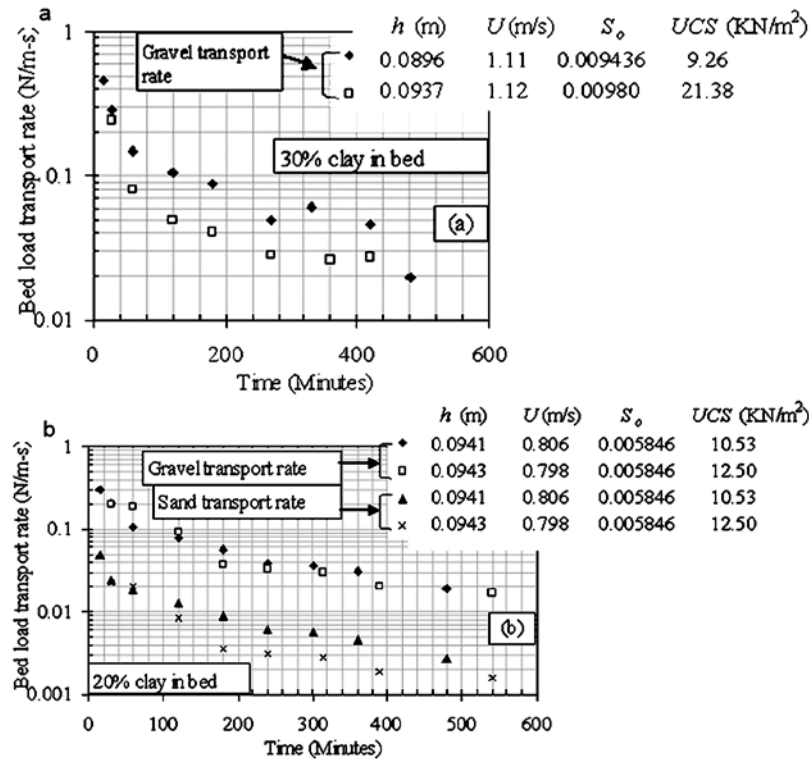 a
h (m) U (m/s) So UCS (KN/m2)
0.0896 1.11 0.009436 9.26
0.0937 1.12 0.00980 21.38
Gravel transport
rate
Bed load transport rate (N/m-s)
1
0.1
0.01
30% clay in bed
(a)
0 200 400 600
Time (Minutes)
b
h (m) U (m/s) So UCS (KN/m2)
0.0941 0.806 0.005846 10.53
0.0943 0.798 0.005846 12.50
0.0941 0.806 0.005846 10.53
0.0943 0.798 0.005846 12.50
Gravel transport rate
Sand transport rate
Bed load transport rate (N/m-s)
1
0.1
0.01
0.001
(b)
20% clay in bed
0 100 200 300 400 500 600
Time (Minutes)